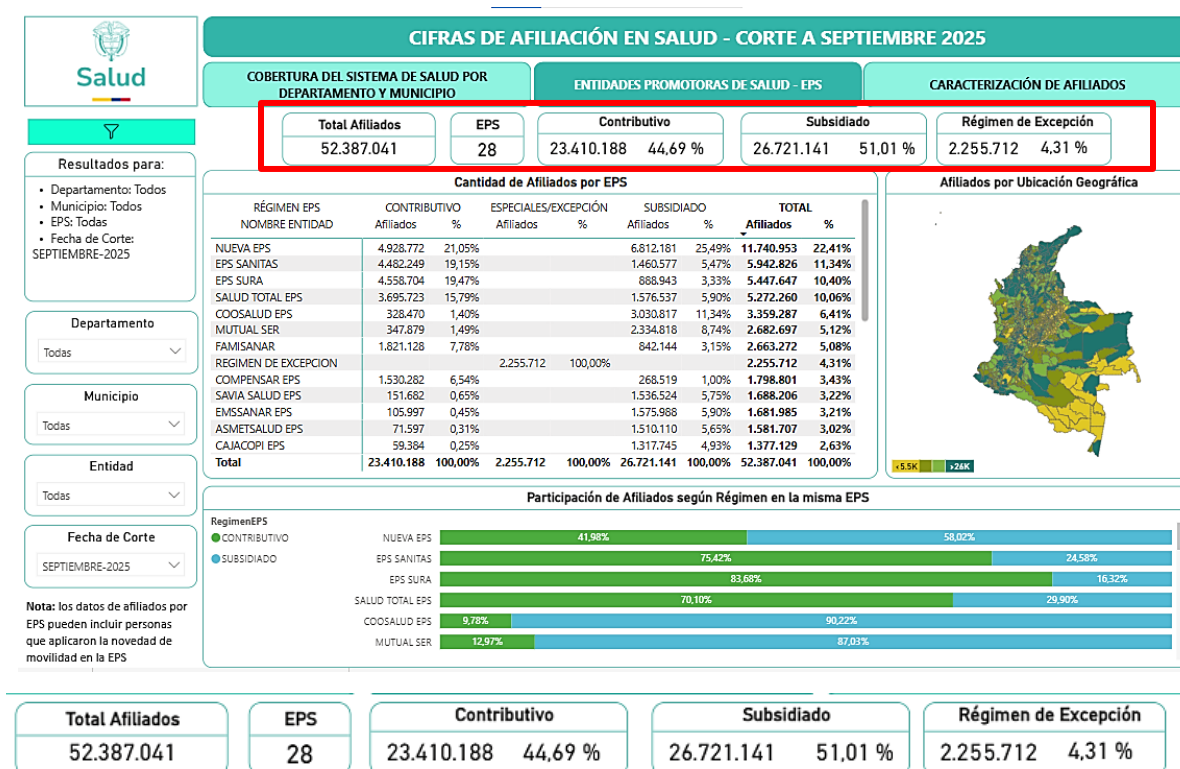 Salud
CIFRAS DE AFILIACIÓN EN SALUD - CORTE A SEPTIEMBRE 2025
COBERTURA DEL SISTEMA DE SALUD POR
DEPARTAMENTO Y MUNICIPIO
ENTIDADES PROMOTORAS DE SALUD - EPS
CARACTERIZACIÓN DE AFILIADOS
Total Afiliados
52.387.041
EPS
28
Contributivo
23.410.188 44,69 %
Subsidiado
26.721.141 51,01 %
Régimen de Excepción
2.255.712 4,31 %
Resultados para:
• Departamento: Todos
• Municipio: Todos
• EPS: Todas
• Fecha de Corte:
SEPTIEMBRE-2025
Departamento
Todas
Municipio
Todas
Entidad
Todas
Fecha de Corte
SEPTIEMBRE-2025
Nota: los datos de afiliados por
EPS pueden incluir personas
que aplicaron la novedad de
movilidad en la EPS
Cantidad de Afiliados por EPS
RÉGIMEN EPS CONTRIBUTIVO ESPECIALES/EXCEPCIÓN SUBSIDIADO TOTAL
NOMBRE ENTIDAD Afiliados % Afiliados % Afiliados % Afiliados %
NUEVA EPS 4.928.772 21,05% 6.812.181 25,49% 11.740.953 22,41%
EPS SANITAS 4.482.249 19,15% 1.460.577 5,47% 5.942.826 11,34%
EPS SURA 4.558.704 19,47% 888.943 3,33% 5.447.647 10,40%
SALUD TOTAL EPS 3.695.723 15,79% 1.576.537 5,90% 5.272.260 10,06%
COOSALUD EPS 328.470 1,40% 3.030.817 11,34% 3.359.287 6,41%
MUTUAL SER 347.879 1,49% 2.334.818 8,74% 2.682.697 5,12%
FAMISANAR 1.821.128 7,78% 842.144 3,15% 2.663.272 5,08%
REGIMEN DE EXCEPCION 2.255.712 100,00% 2.255.712 4,31%
COMPENSAR EPS 1.530.282 6,54% 268.519 1,00% 1.798.801 3,43%
SAVIA SALUD EPS 151.682 0,65% 1.536.524 5,75% 1.688.206 3,22%
EMSSANAR EPS 105.997 0,45% 1.575.988 5,90% 1.681.985 3,21%
ASMETSALUD EPS 71.597 0,31% 1.510.110 5,65% 1.581.707 3,02%
CAJACOPI EPS 59.384 0,25% 1.317.745 4,93% 1.377.129 2,63%
Total 23.410.188 100,00% 2.255.712 100,00% 26.721.141 100,00% 52.387.041 100,00%
Afiliados por Ubicación Geográfica
<5.5K >26K
Participación de Afiliados según Régimen en la misma EPS
RegimenEPS
CONTRIBUTIVO
SUBSIDIADO
NUEVA EPS 41,98% 58,02%
EPS SANITAS 75,42% 24,58%
EPS SURA 83,68% 16,32%
SALUD TOTAL EPS 70,10% 29,90%
COOSALUD EPS 9,78% 90,22%
MUTUAL SER 12,97% 87,03%
Total Afiliados
52.387.041
EPS
28
Contributivo
23.410.188 44,69 %
Subsidiado
26.721.141 51,01 %
Régimen de Excepción
2.255.712 4,31 %